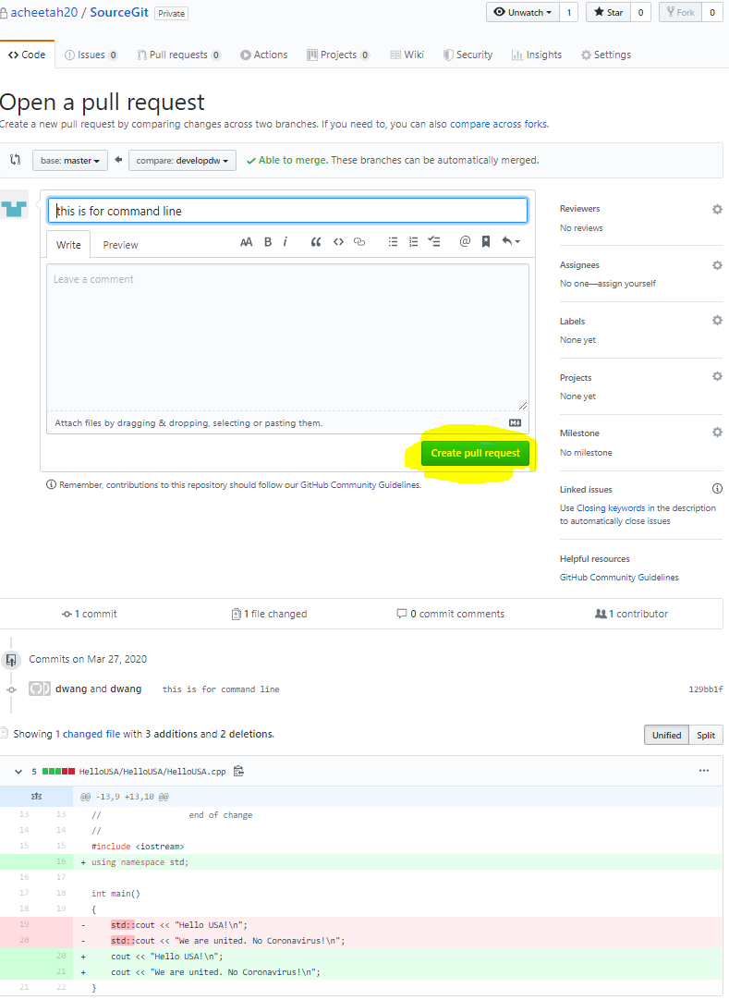 acheetah20 / SourceGit Private
Unwatch 1 Star 0 Fork 0
Code Issues 0 Pull requests 0 Actions Projects 0 Wiki Security Insights Settings
Open a pull request
Create a new pull request by comparing changes across two branches. If you need to, you can also compare across forks.
base: master compare: developdw Able to merge. These branches can be automatically merged.
this is for command line
Write Preview
Leave a comment
Attach files by dragging & dropping, selecting or pasting them.
Create pull request
Remember, contributions to this repository should follow our GitHub Community Guidelines.
Reviewers
No reviews
Assignees
No one—assign yourself
Labels
None yet
Projects
None yet
Milestone
No milestone
Linked issues
Use Closing keywords in the description
to automatically close issues
Helpful resources
GitHub Community Guidelines
1 commit 1 file changed 0 commit comments 1 contributor
Commits on Mar 27, 2020
dwang and dwang this is for command line 129bb1f
Showing 1 changed file with 3 additions and 2 deletions.
Unified Split
5 HelloUSA/HelloUSA/HelloUSA.cpp
@@ -13,9 +13,10 @@
13 13 // end of change
14 14 //
15 15 #include <iostream>
16 + using namespace std;
16 17
17 18 int main()
18 19 {
19 - std::cout << "Hello USA!\n";
20 - std::cout << "We are united. No Coronavirus!\n";
20 + cout << "Hello USA!\n";
21 + cout << "We are united. No Coronavirus!\n";
21 22 }